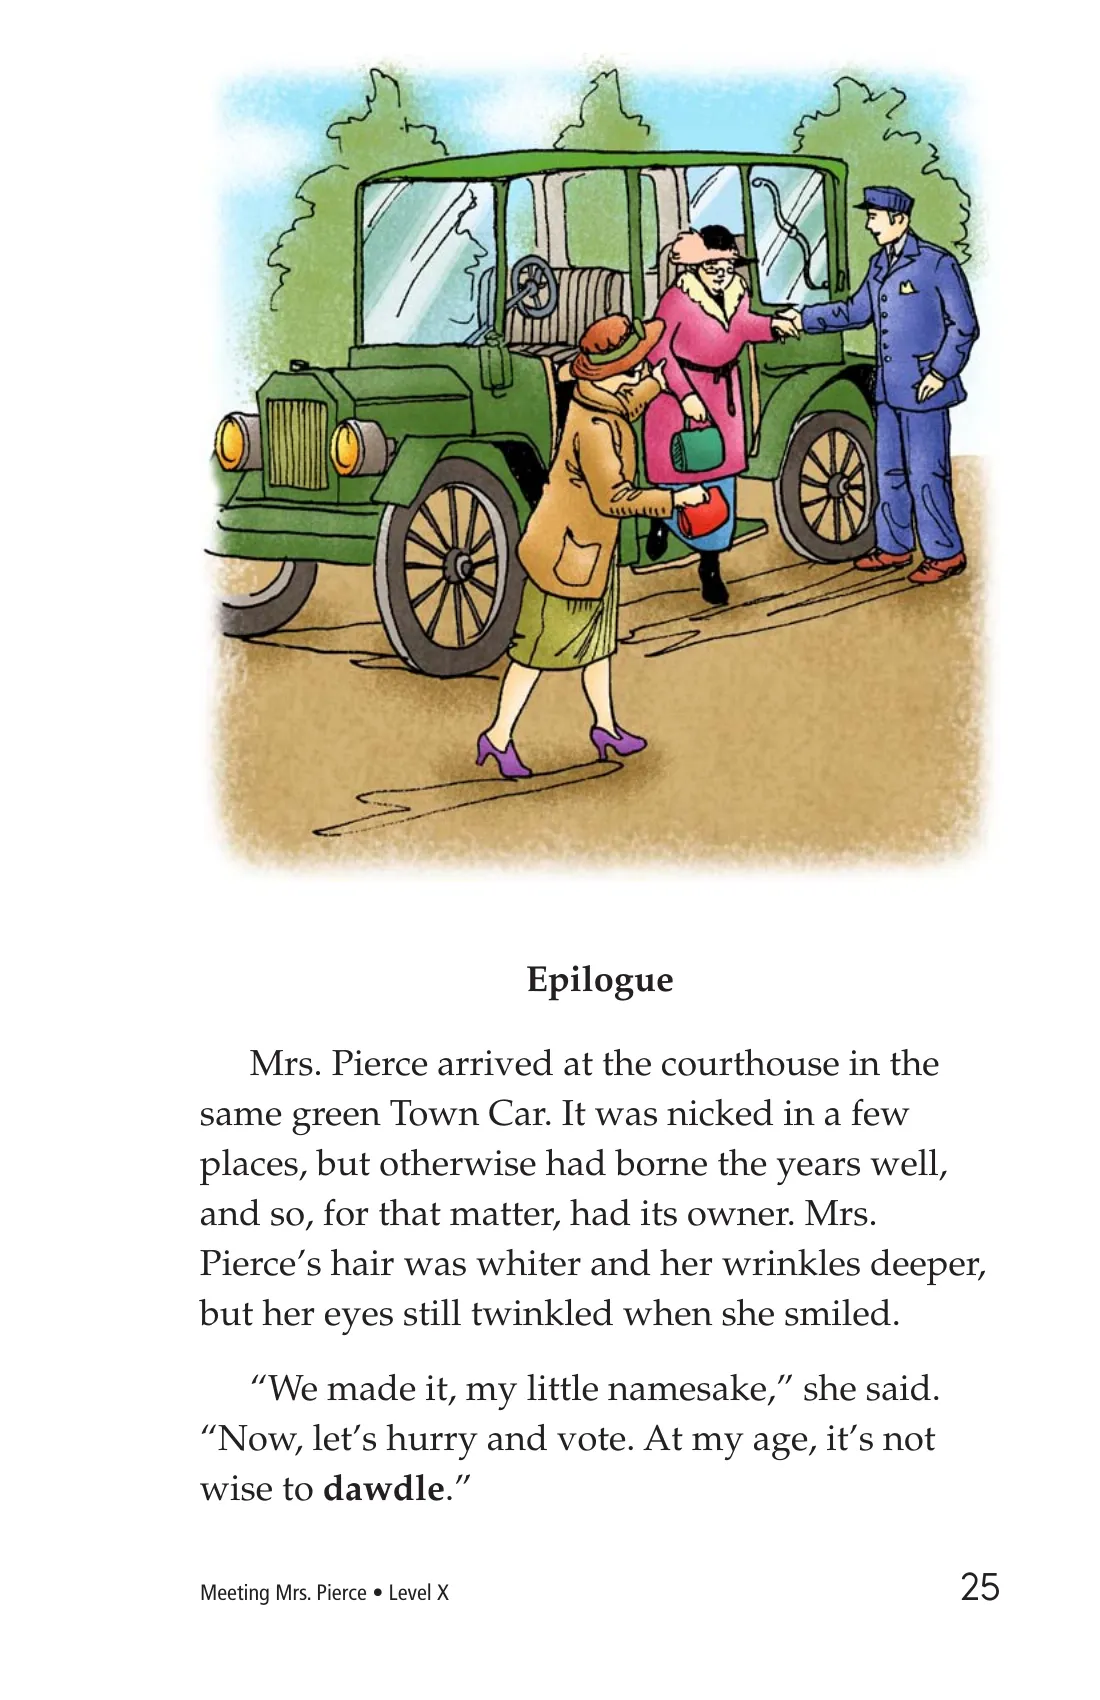 Epilogue
Mrs. Pierce arrived at the courthouse in the
same green Town Car. It was nicked in a few
places, but otherwise had borne the years well,
and so, for that matter, had its owner. Mrs.
Pierce’s hair was whiter and her wrinkles deeper,
but her eyes still twinkled when she smiled.
“We made it, my little namesake,” she said.
“Now, let’s hurry and vote. At my age, it’s not
wise to dawdle.”
Meeting Mrs. Pierce • Level X
25